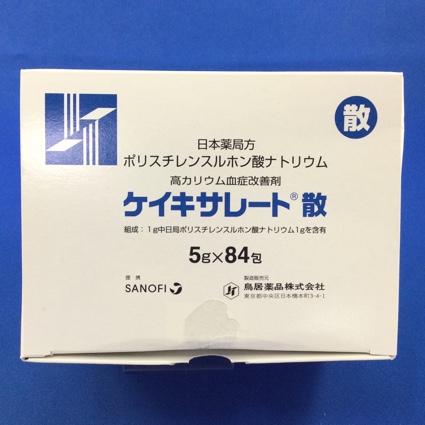 散
日本薬局方
ポリスチレンスルホン酸ナトリウム
高カリウム血症改善剤
ケイキサレート®散
組成：1g中日局ポリスチレンスルホン酸ナトリウム1gを含有
5g×84包
提携
SANOFI
製造販売元
鳥居薬品株式会社
東京都中央区日本橋本町3-4-1